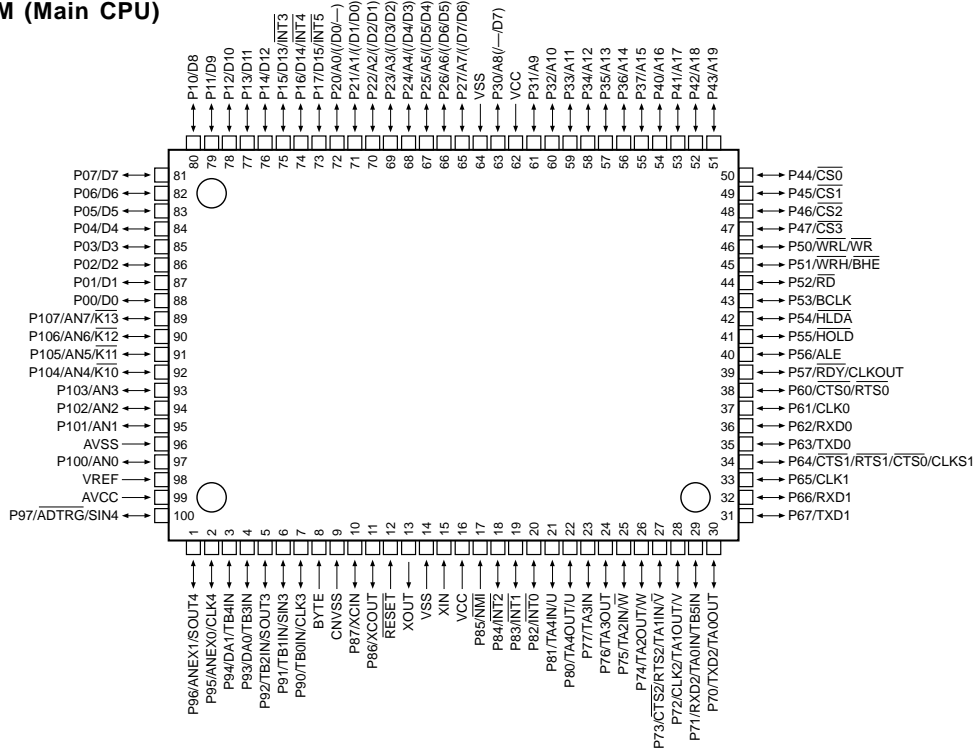 M (Main CPU)
P10/D8
P11/D9
P12/D10
P13/D11
P14/D12
P15/D13/INT3
P16/D14/INT4
P17/D15/INT5
P20/A0(/D0/—)
P21/A1(/D1/D0)
P22/A2(/D2/D1)
P23/A3(/D3/D2)
P24/A4(/D4/D3)
P25/A5(/D5/D4)
P26/A6(/D6/D5)
P27/A7(/D7/D6)
VSS
P30/A8(/—/D7)
VCC
P31/A9
P32/A10
P33/A11
P34/A12
P35/A13
P36/A14
P37/A15
P40/A16
P41/A17
P42/A18
P43/A19
80 79 78 77 76 75 74 73 72 71 70 69 68 67 66 65 64 63 62 61 60 59 58 57 56 55 54 53 52 51
P07/D7 81 50 P44/CS0
P06/D6 82 49 P45/CS1
P05/D5 83 48 P46/CS2
P04/D4 84 47 P47/CS3
P03/D3 85 46 P50/WRL/WR
P02/D2 86 45 P51/WRH/BHE
P01/D1 87 44 P52/RD
P00/D0 88 43 P53/BCLK
P107/AN7/K13 89 42 P54/HLDA
P106/AN6/K12 90 41 P55/HOLD
P105/AN5/K11 91 40 P56/ALE
P104/AN4/K10 92 39 P57/RDY/CLKOUT
P103/AN3 93 38 P60/CTS0/RTS0
P102/AN2 94 37 P61/CLK0
P101/AN1 95 36 P62/RXD0
AVSS 96 35 P63/TXD0
P100/AN0 97 34 P64/CTS1/RTS1/CTS0/CLKS1
VREF 98 33 P65/CLK1
AVCC 99 32 P66/RXD1
P97/ADTRG/SIN4 100 31 P67/TXD1
1 2 3 4 5 6 7 8 9 10 11 12 13 14 15 16 17 18 19 20 21 22 23 24 25 26 27 28 29 30
P96/ANEX1/SOUT4
P95/ANEX0/CLK4
P94/DA1/TB4IN
P93/DA0/TB3IN
P92/TB2IN/SOUT3
P91/TB1IN/SIN3
P90/TB0IN/CLK3
BYTE
CNVSS
P87/XCIN
P86/XCOUT
RESET
XOUT
VSS
XIN
VCC
P85/NMI
P84/INT2
P83/INT1
P82/INT0
P81/TA4IN/U
P80/TA4OUT/U
P77/TA3IN
P76/TA3OUT
P75/TA2IN/W
P74/TA2OUT/W
P73/CTS2/RTS2/TA1IN/V
P72/CLK2/TA1OUT/V
P71/RXD2/TA0IN/TB5IN
P70/TXD2/TA0OUT